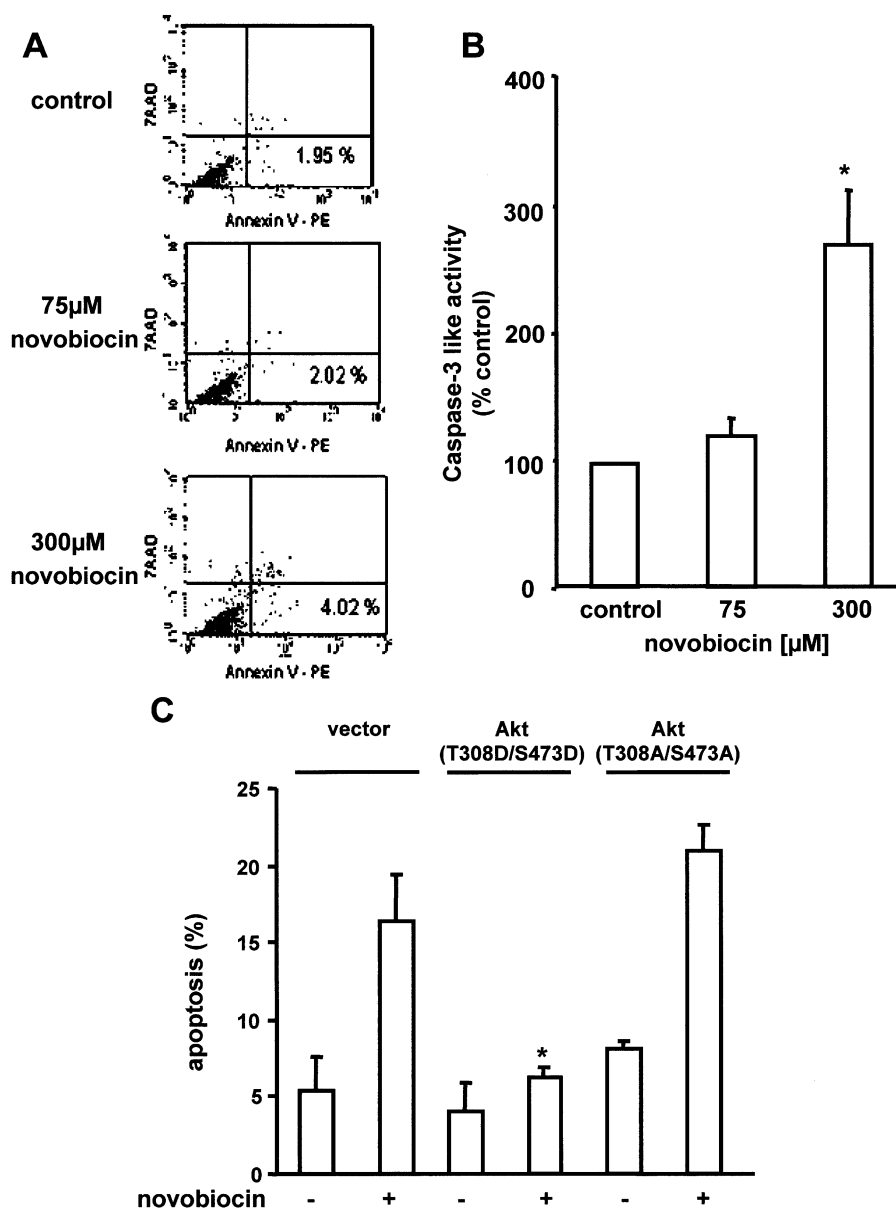 A
control
7AAD
1.95 %
Annexin V - PE
75µM
novobiocin
7AAD
2.02 %
Annexin V - PE
300µM
novobiocin
7AAD
4.02 %
Annexin V - PE
B
Caspase-3 like activity
(% control)
400
300
200
100
0
*
control 75 300
novobiocin [µM]
C
vector
Akt
(T308D/S473D)
Akt
(T308A/S473A)
apoptosis (%)
25
20
15
10
5
0
*
novobiocin - + - + - +